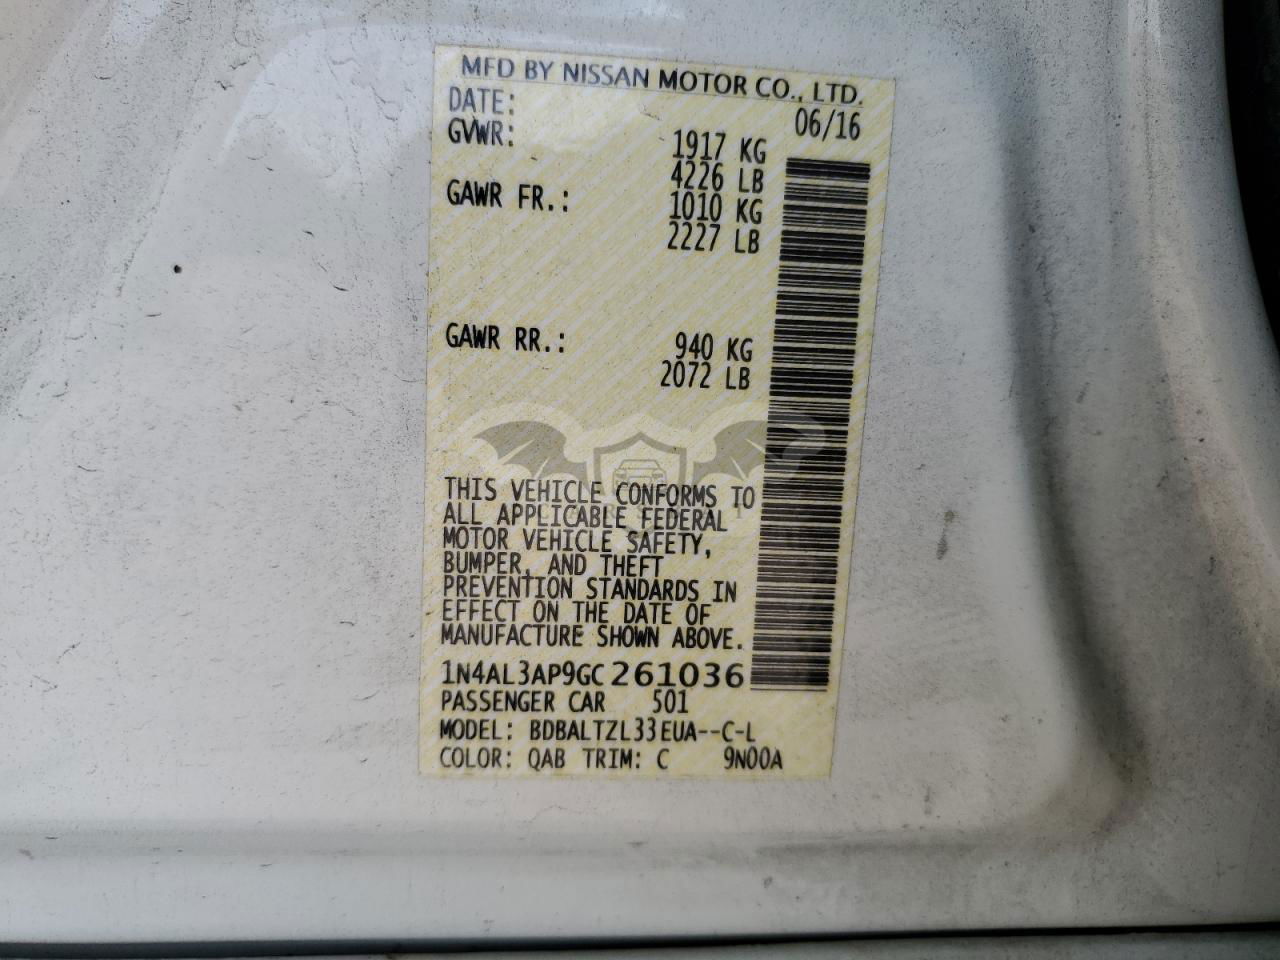 MFD BY NISSAN MOTOR CO., LTD.
DATE: 06/16
GVWR: 1917 KG
4226 LB
GAWR FR.: 1010 KG
2227 LB
GAWR RR.: 940 KG
2072 LB
THIS VEHICLE CONFORMS TO
ALL APPLICABLE FEDERAL
MOTOR VEHICLE SAFETY,
BUMPER, AND THEFT
PREVENTION STANDARDS IN
EFFECT ON THE DATE OF
MANUFACTURE SHOWN ABOVE.
1N4AL3AP9GC261036
PASSENGER CAR 501
MODEL: BDBALTZL33EUA--C-L
COLOR: QAB TRIM: C 9N00A